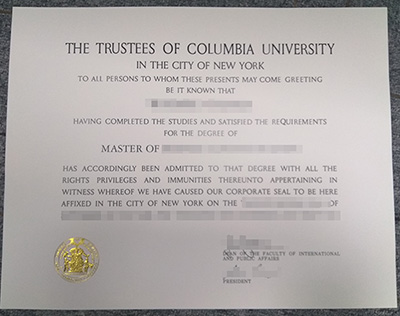 THE TRUSTEES OF COLUMBIA UNIVERSITY
IN THE CITY OF NEW YORK
TO ALL PERSONS TO WHOM THESE PRESENTS MAY COME GREETING
BE IT KNOWN THAT
HAVING COMPLETED THE STUDIES AND SATISFIED THE REQUIREMENTS
FOR THE DEGREE OF
MASTER OF
HAS ACCORDINGLY BEEN ADMITTED TO THAT DEGREE WITH ALL THE
RIGHTS PRIVILEGES AND IMMUNITIES THEREUNTO APPERTAINING IN
WITNESS WHEREOF WE HAVE CAUSED OUR CORPORATE SEAL TO BE HERE
AFFIXED IN THE CITY OF NEW YORK ON THE OF
DEAN OF THE FACULTY OF INTERNATIONAL
AND PUBLIC AFFAIRS
PRESIDENT